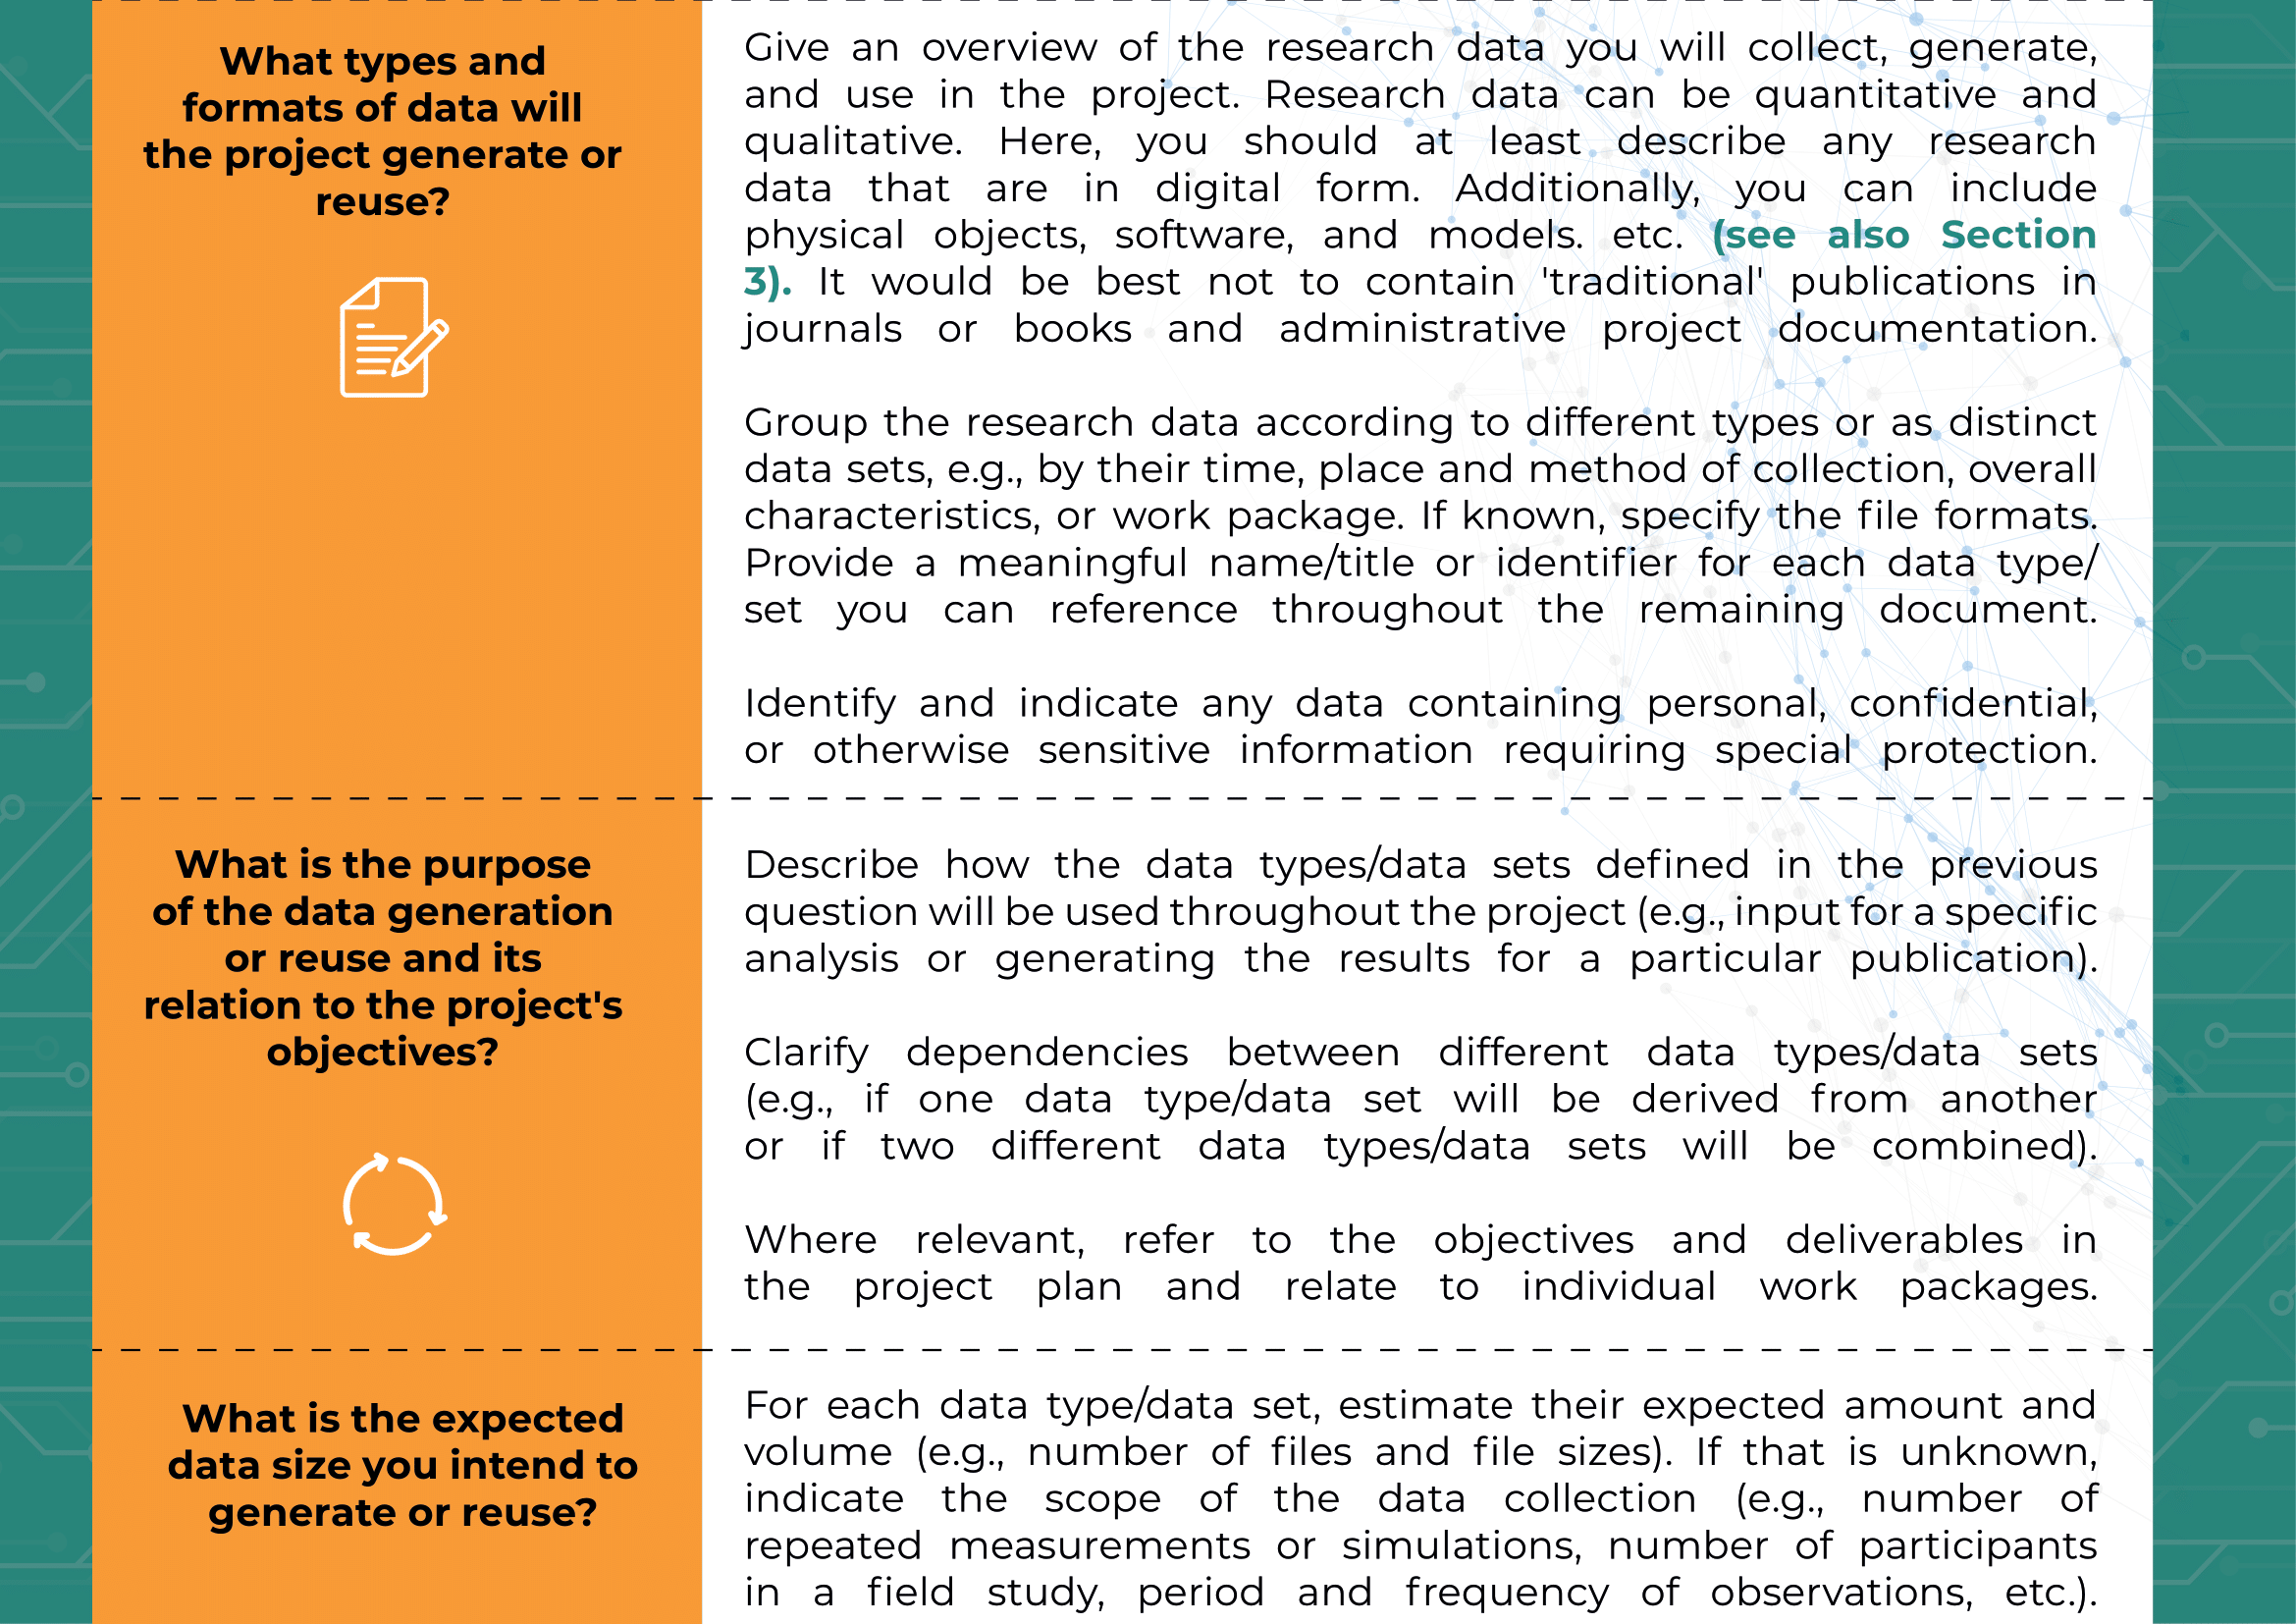 What types and
formats of data will
the project generate or
reuse?
Give an overview of the research data you will collect, generate,
and use in the project. Research data can be quantitative and
qualitative. Here, you should at least describe any research
data that are in digital form. Additionally, you can include
physical objects, software, and models. etc. (see also Section
3). It would be best not to contain 'traditional' publications in
journals or books and administrative project documentation.
Group the research data according to different types or as distinct
data sets, e.g., by their time, place and method of collection, overall
characteristics, or work package. If known, specify the file formats.
Provide a meaningful name/title or identifier for each data type/
set you can reference throughout the remaining document.
Identify and indicate any data containing personal, confidential,
or otherwise sensitive information requiring special protection.
What is the purpose
of the data generation
or reuse and its
relation to the project's
objectives?
Describe how the data types/data sets defined in the previous
question will be used throughout the project (e.g., input for a specific
analysis or generating the results for a particular publication).
Clarify dependencies between different data types/data sets
(e.g., if one data type/data set will be derived from another
or if two different data types/data sets will be combined).
Where relevant, refer to the objectives and deliverables in
the project plan and relate to individual work packages.
What is the expected
data size you intend to
generate or reuse?
For each data type/data set, estimate their expected amount and
volume (e.g., number of files and file sizes). If that is unknown,
indicate the scope of the data collection (e.g., number of
repeated measurements or simulations, number of participants
in a field study, period and frequency of observations, etc.).